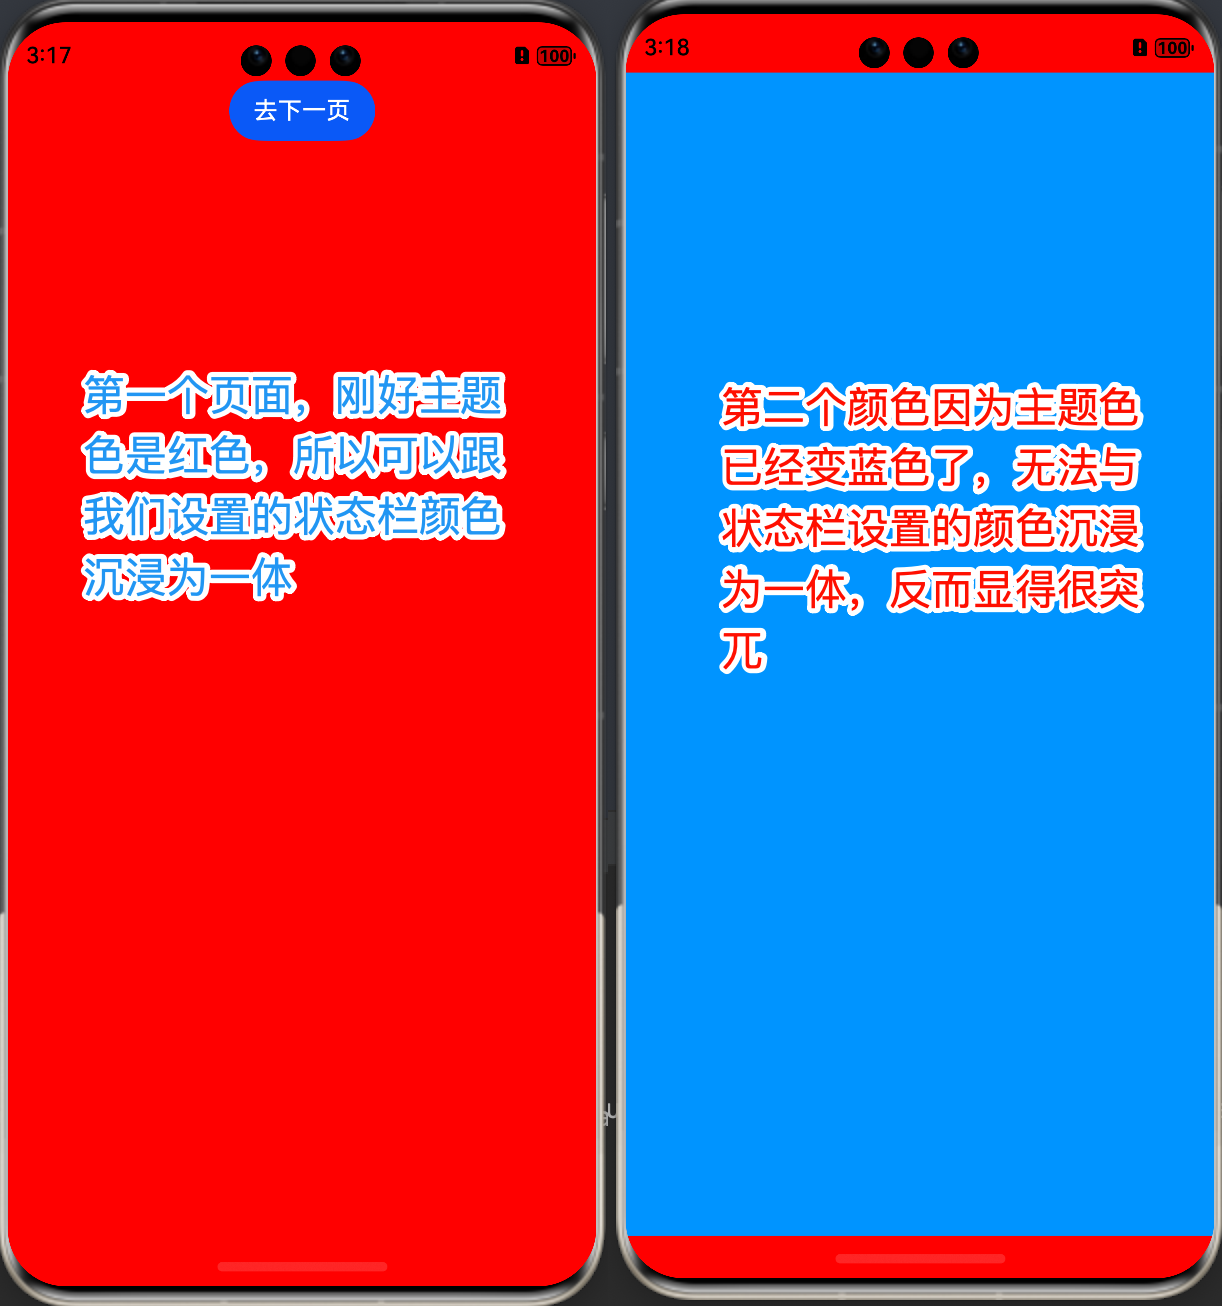 3:17
100
去下一页
第一个页面，刚好主题
色是红色，所以可以跟
我们设置的状态栏颜色
沉浸为一体
3:18
100
第二个颜色因为主题色
已经变蓝色了，无法与
状态栏设置的颜色沉浸
为一体，反而显得很突
兀